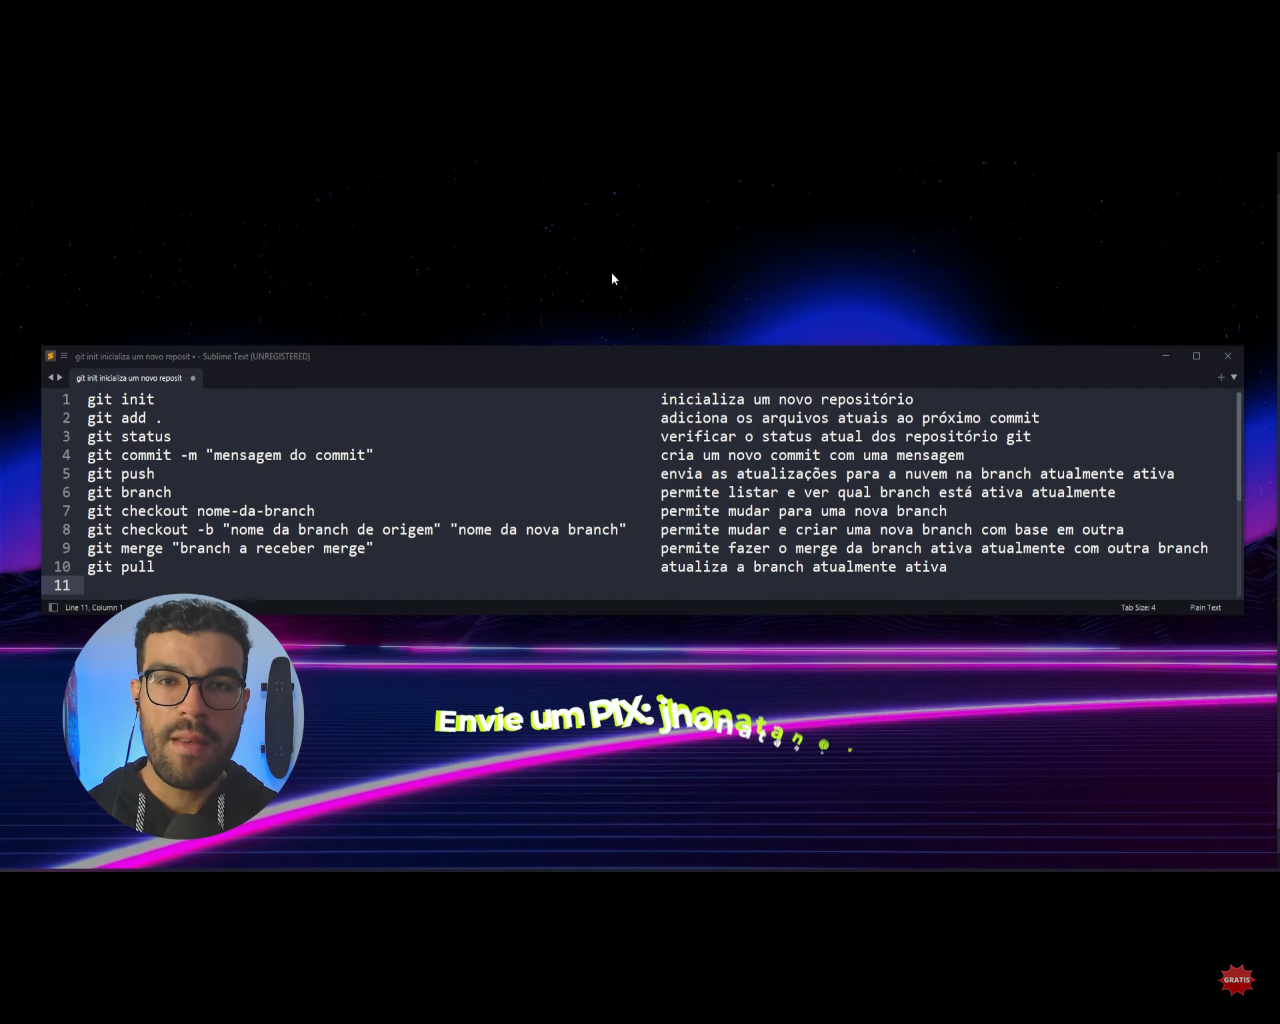 git init inicializa um novo reposit • - Sublime Text (UNREGISTERED)
git init inicializa um novo reposit
1 git init inicializa um novo repositório
2 git add . adiciona os arquivos atuais ao próximo commit
3 git status verificar o status atual dos repositório git
4 git commit -m "mensagem do commit" cria um novo commit com uma mensagem
5 git push envia as atualizações para a nuvem na branch atualmente ativa
6 git branch permite listar e ver qual branch está ativa atualmente
7 git checkout nome-da-branch permite mudar para uma nova branch
8 git checkout -b "nome da branch de origem" "nome da nova branch" permite mudar e criar uma nova branch com base em outra
9 git merge "branch a receber merge" permite fazer o merge da branch ativa atualmente com outra branch
10 git pull atualiza a branch atualmente ativa
11
Line 11, Column 1 Tab Size: 4 Plain Text
Envie um PIX: jhonatan
GRATIS